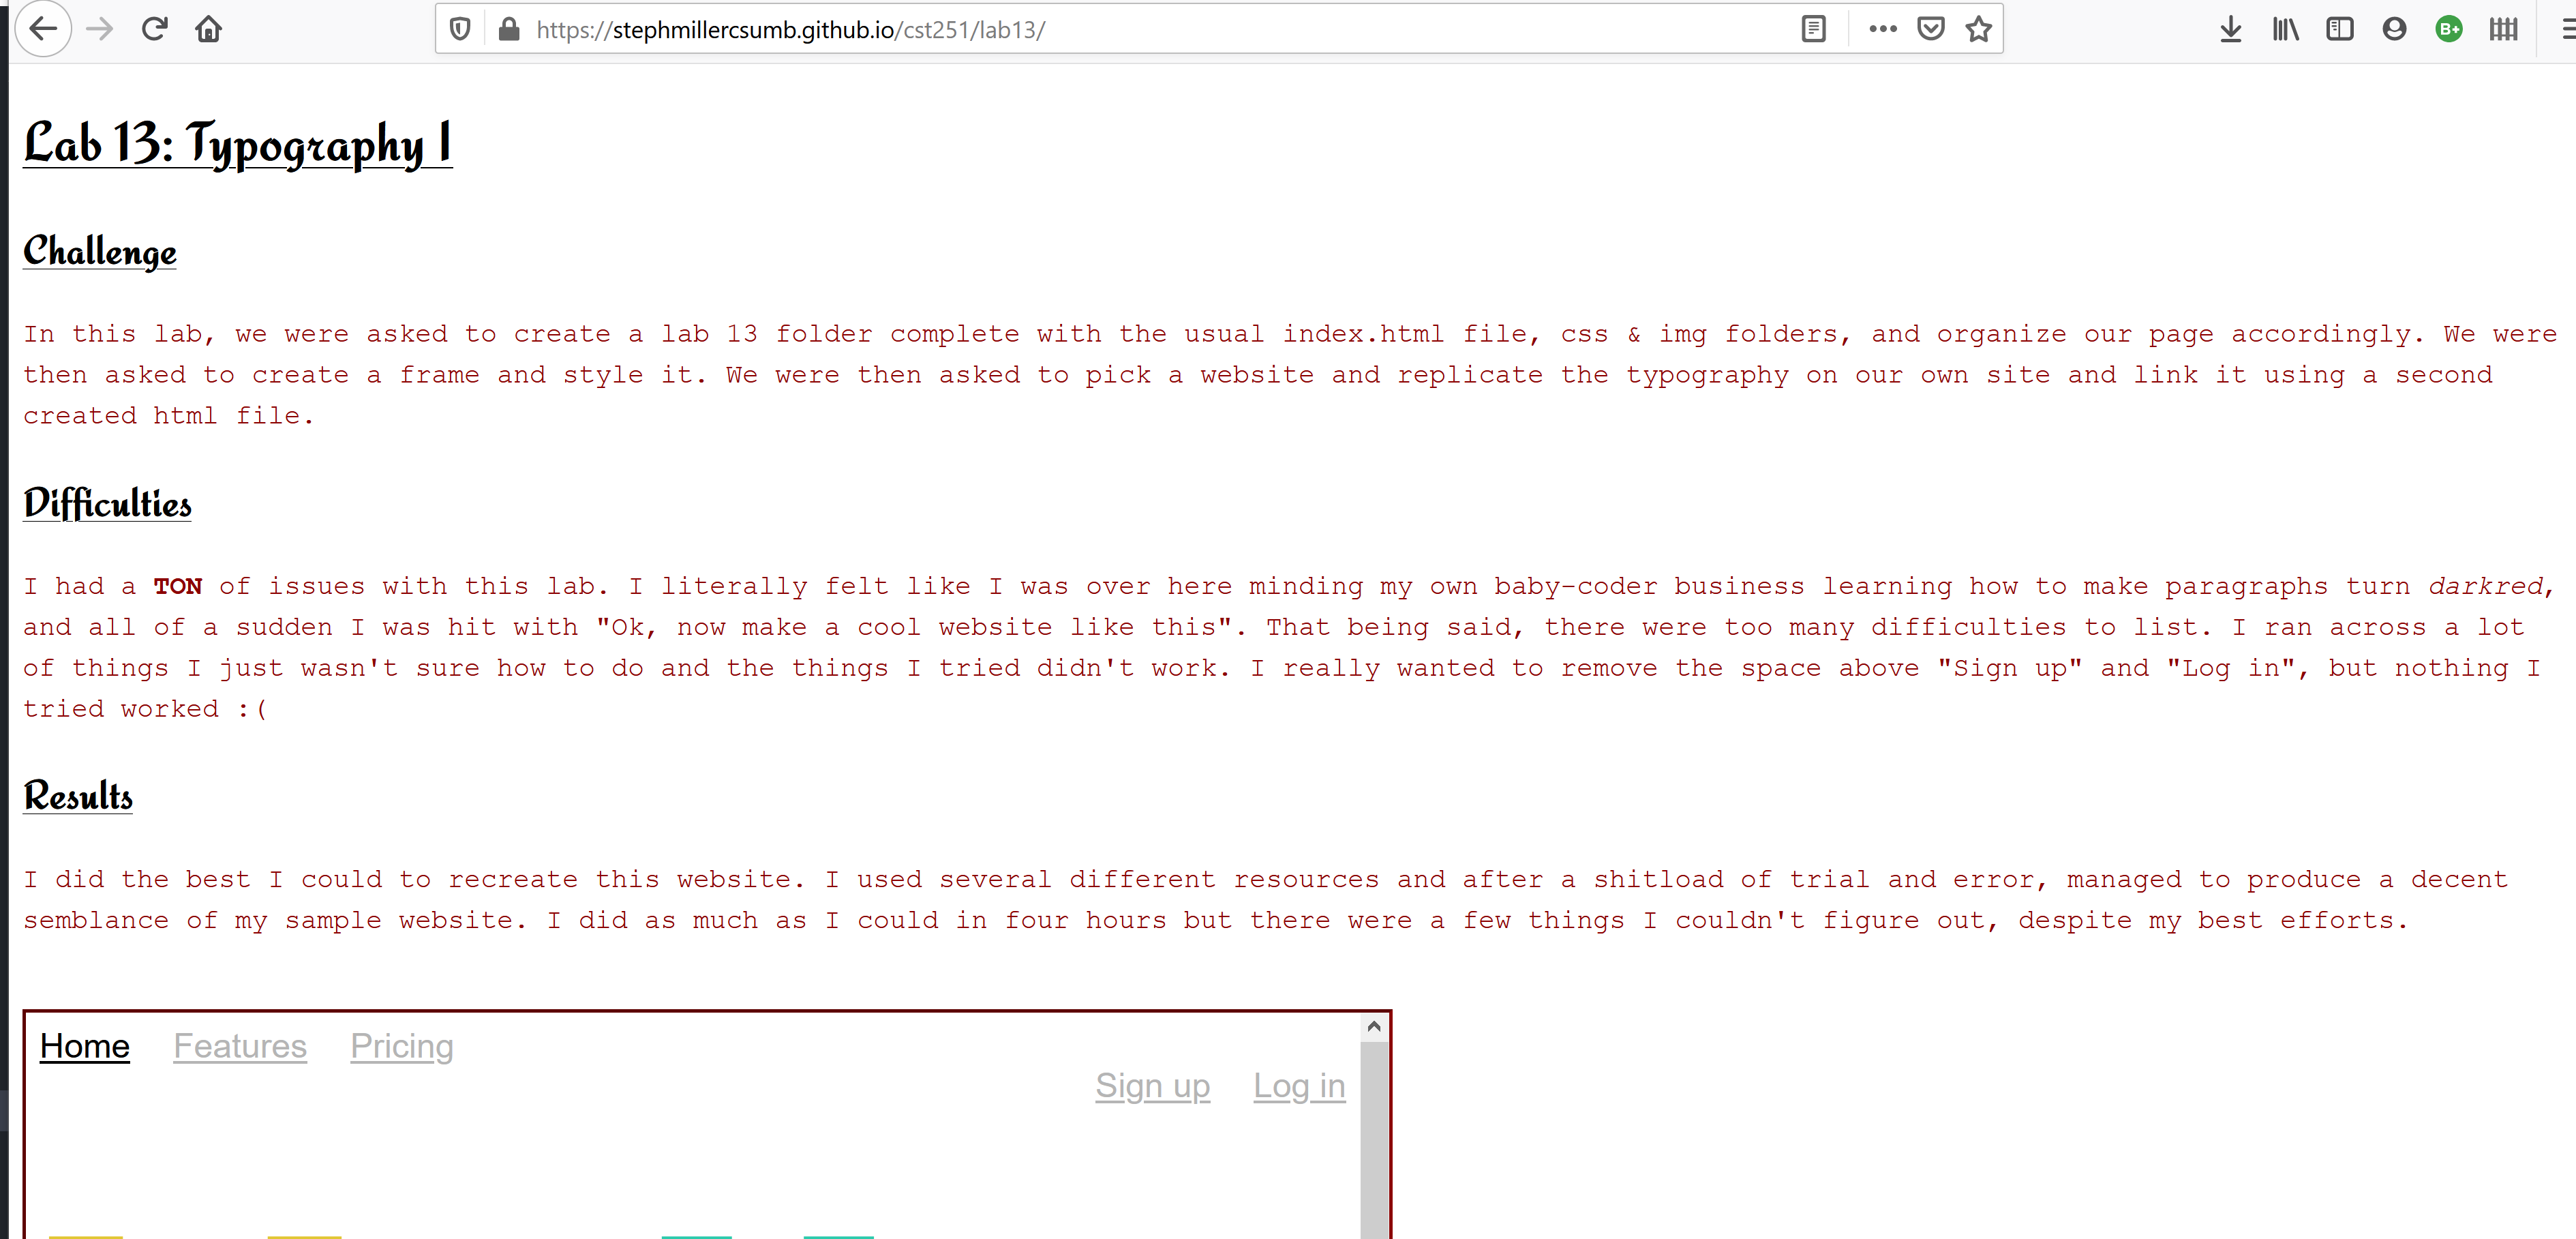 https://stephmillercsumb.github.io/cst251/lab13/
B+
Lab 13: Typography I
Challenge
In this lab, we were asked to create a lab 13 folder complete with the usual index.html file, css & img folders, and organize our page accordingly. We were
then asked to create a frame and style it. We were then asked to pick a website and replicate the typography on our own site and link it using a second
created html file.
Difficulties
I had a TON of issues with this lab. I literally felt like I was over here minding my own baby-coder business learning how to make paragraphs turn darkred,
and all of a sudden I was hit with "Ok, now make a cool website like this". That being said, there were too many difficulties to list. I ran across a lot
of things I just wasn't sure how to do and the things I tried didn't work. I really wanted to remove the space above "Sign up" and "Log in", but nothing I
tried worked :(
Results
I did the best I could to recreate this website. I used several different resources and after a shitload of trial and error, managed to produce a decent
semblance of my sample website. I did as much as I could in four hours but there were a few things I couldn't figure out, despite my best efforts.
Home Features Pricing
Sign up Log in